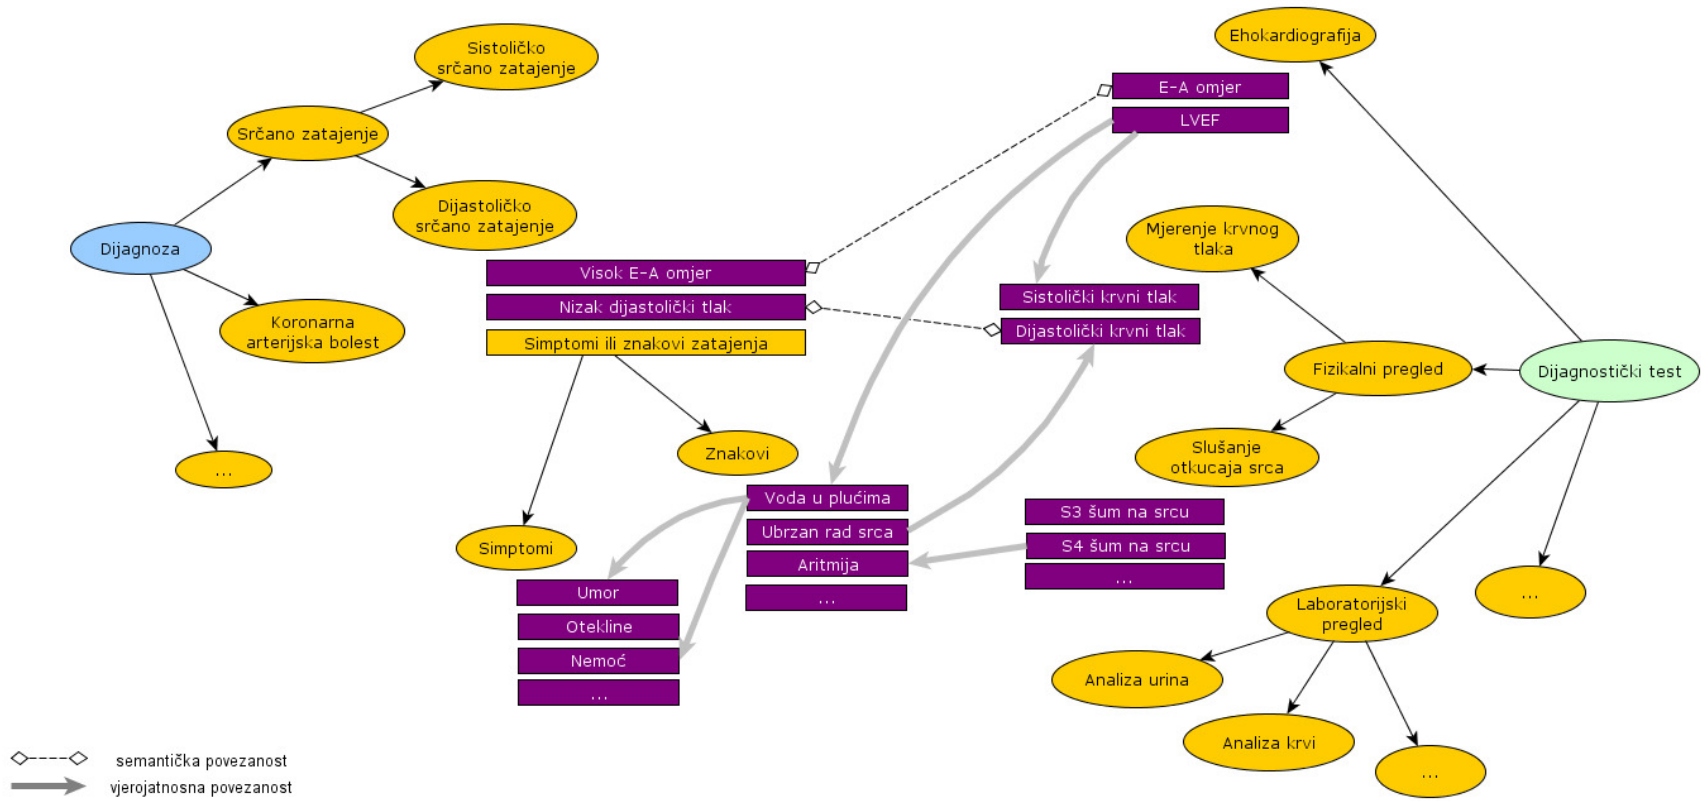 Sistoličko
srčano zatajenje
Srčano zatajenje
Dijastoličko
srčano zatajenje
Dijagnoza
Koronarna
arterijska bolest
...
Visok E-A omjer
Nizak dijastolički tlak
Simptomi ili znakovi zatajenja
Znakovi
Simptomi
Umor
Otekline
Nemoć
...
Voda u plućima
Ubrzan rad srca
Aritmija
...
Ehokardiografija
E-A omjer
LVEF
Mjerenje krvnog
tlaka
Sistolički krvni tlak
Dijastolički krvni tlak
Fizikalni pregled
Dijagnostički test
Slušanje
otkucaja srca
S3 šum na srcu
S4 šum na srcu
...
...
Laboratorijski
pregled
Analiza urina
Analiza krvi
...
semantička povezanost
vjerojatnosna povezanost